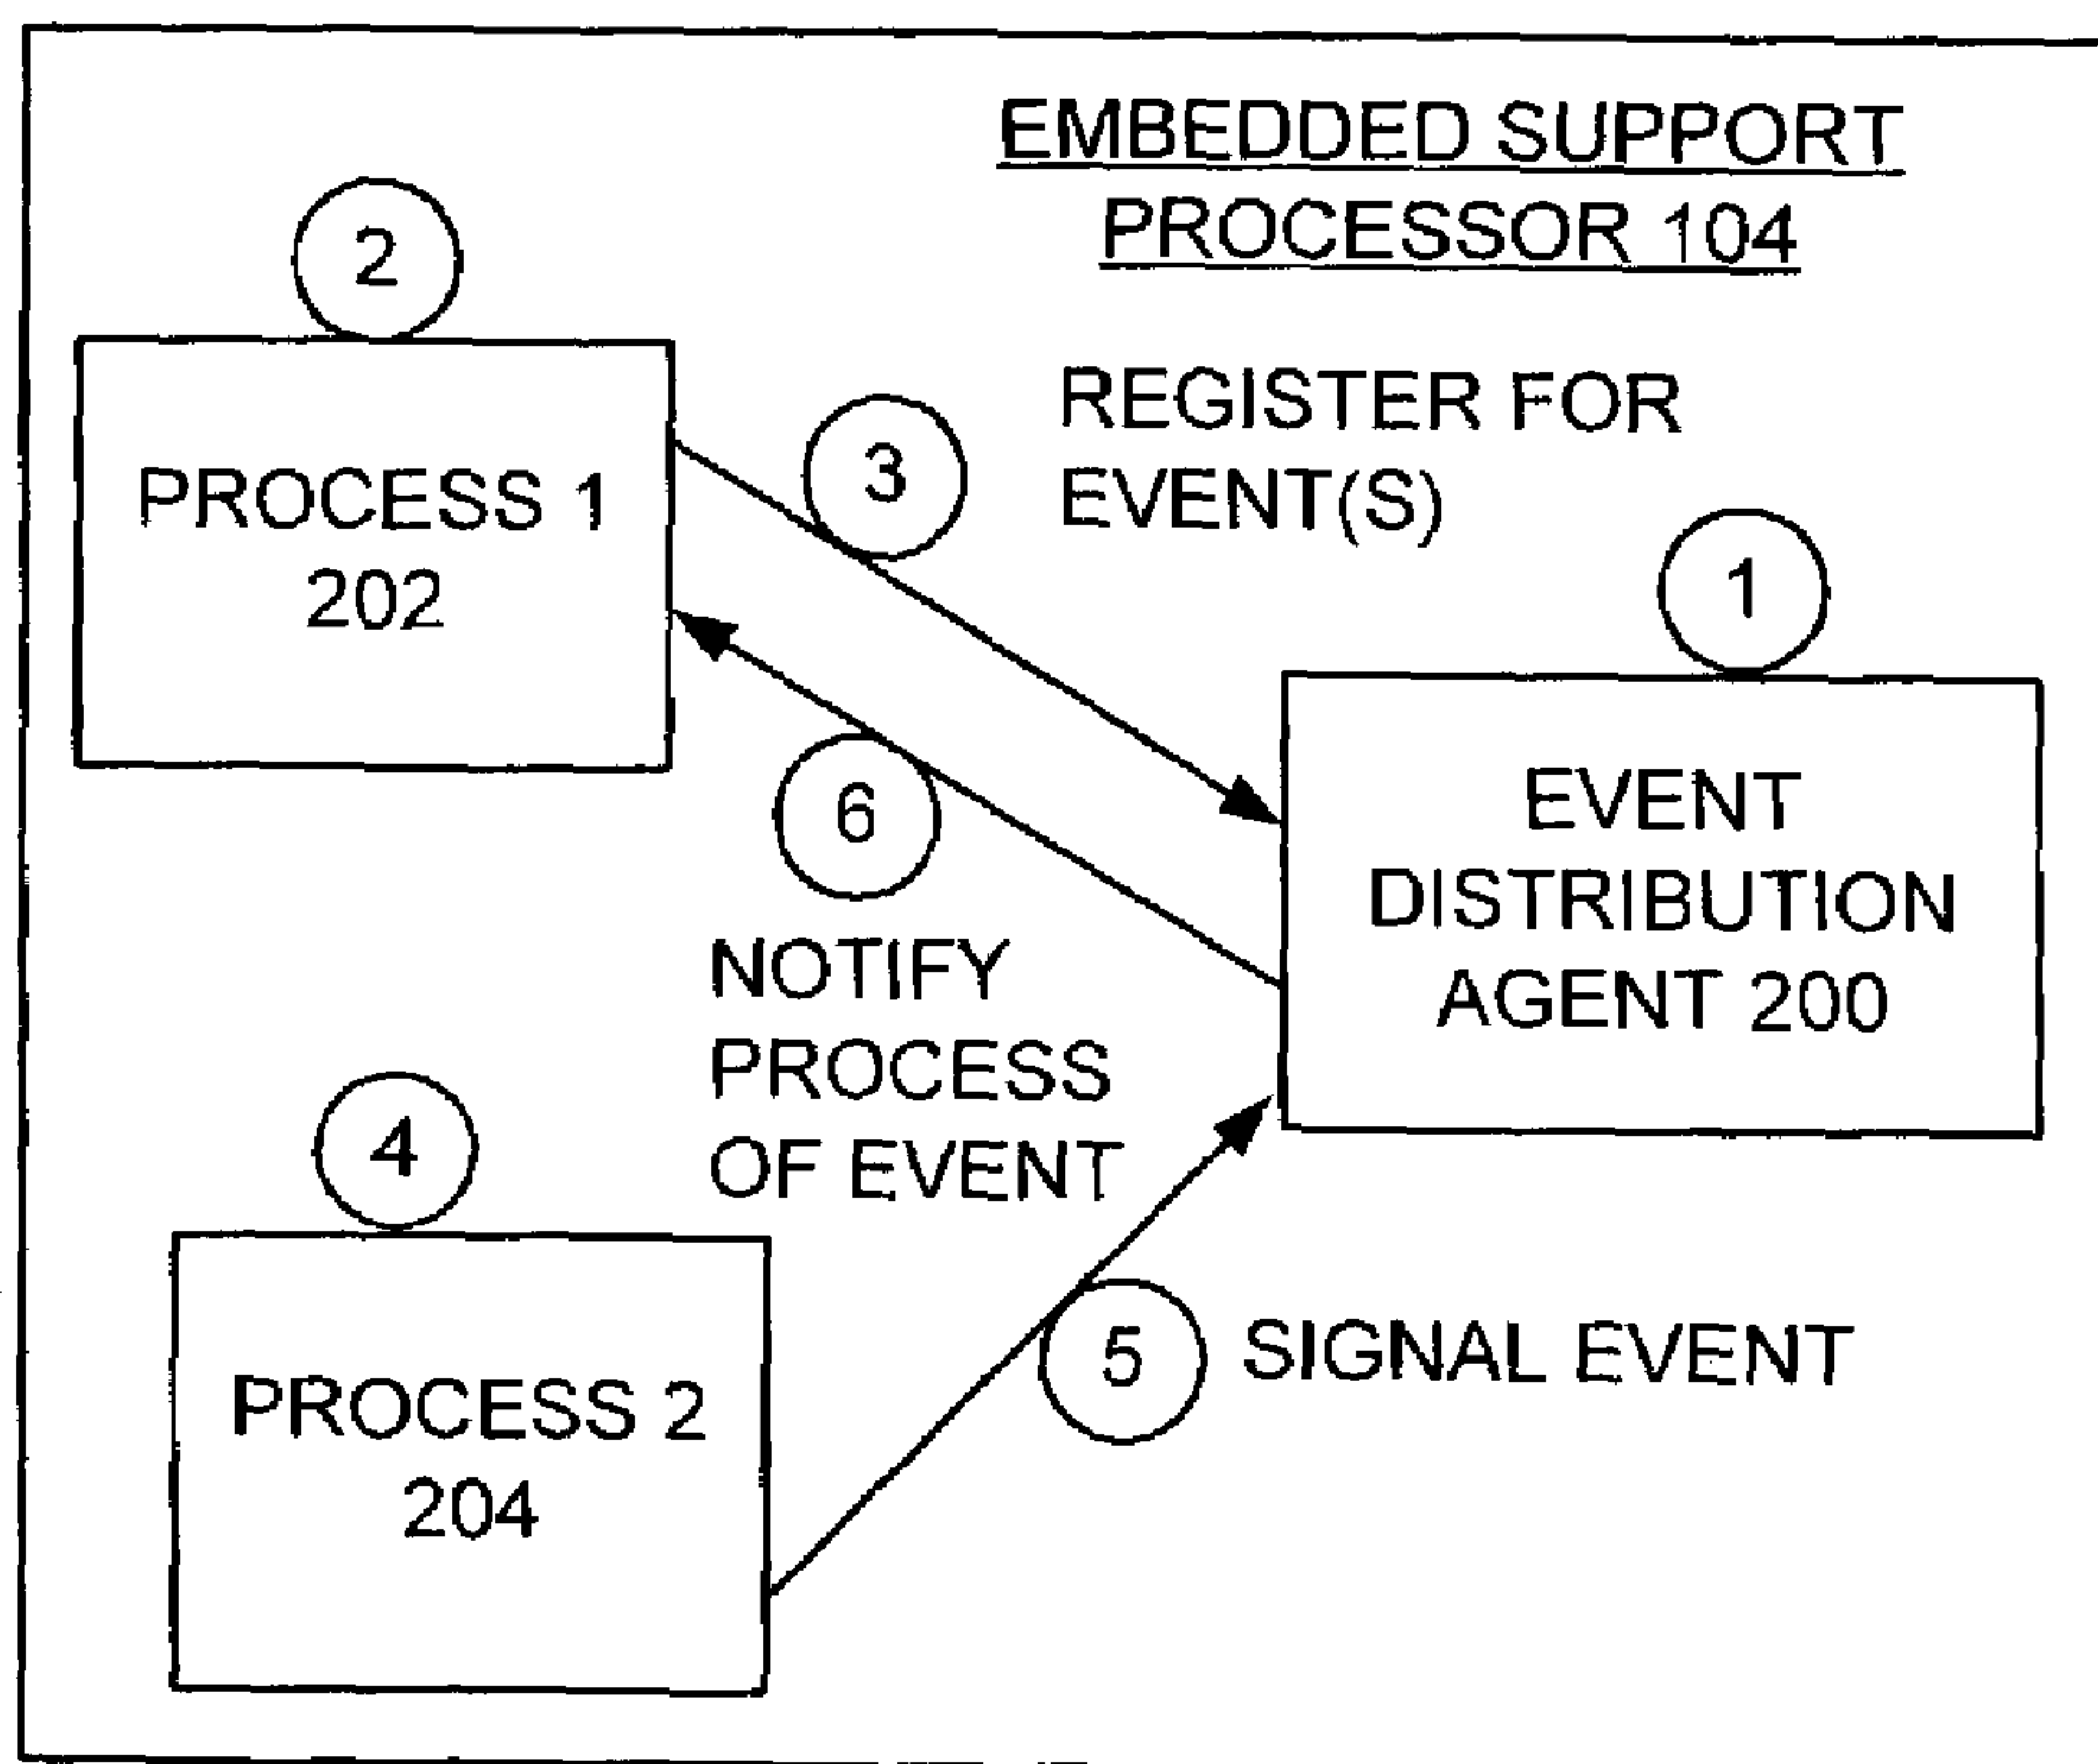 EMBEDDED SUPPORT
PROCESSOR 104
2
PROCESS 1
202
3
REGISTER FOR
EVENT(S)
1
EVENT
DISTRIBUTION
AGENT 200
6
NOTIFY
PROCESS
OF EVENT
4
PROCESS 2
204
5
SIGNAL EVENT